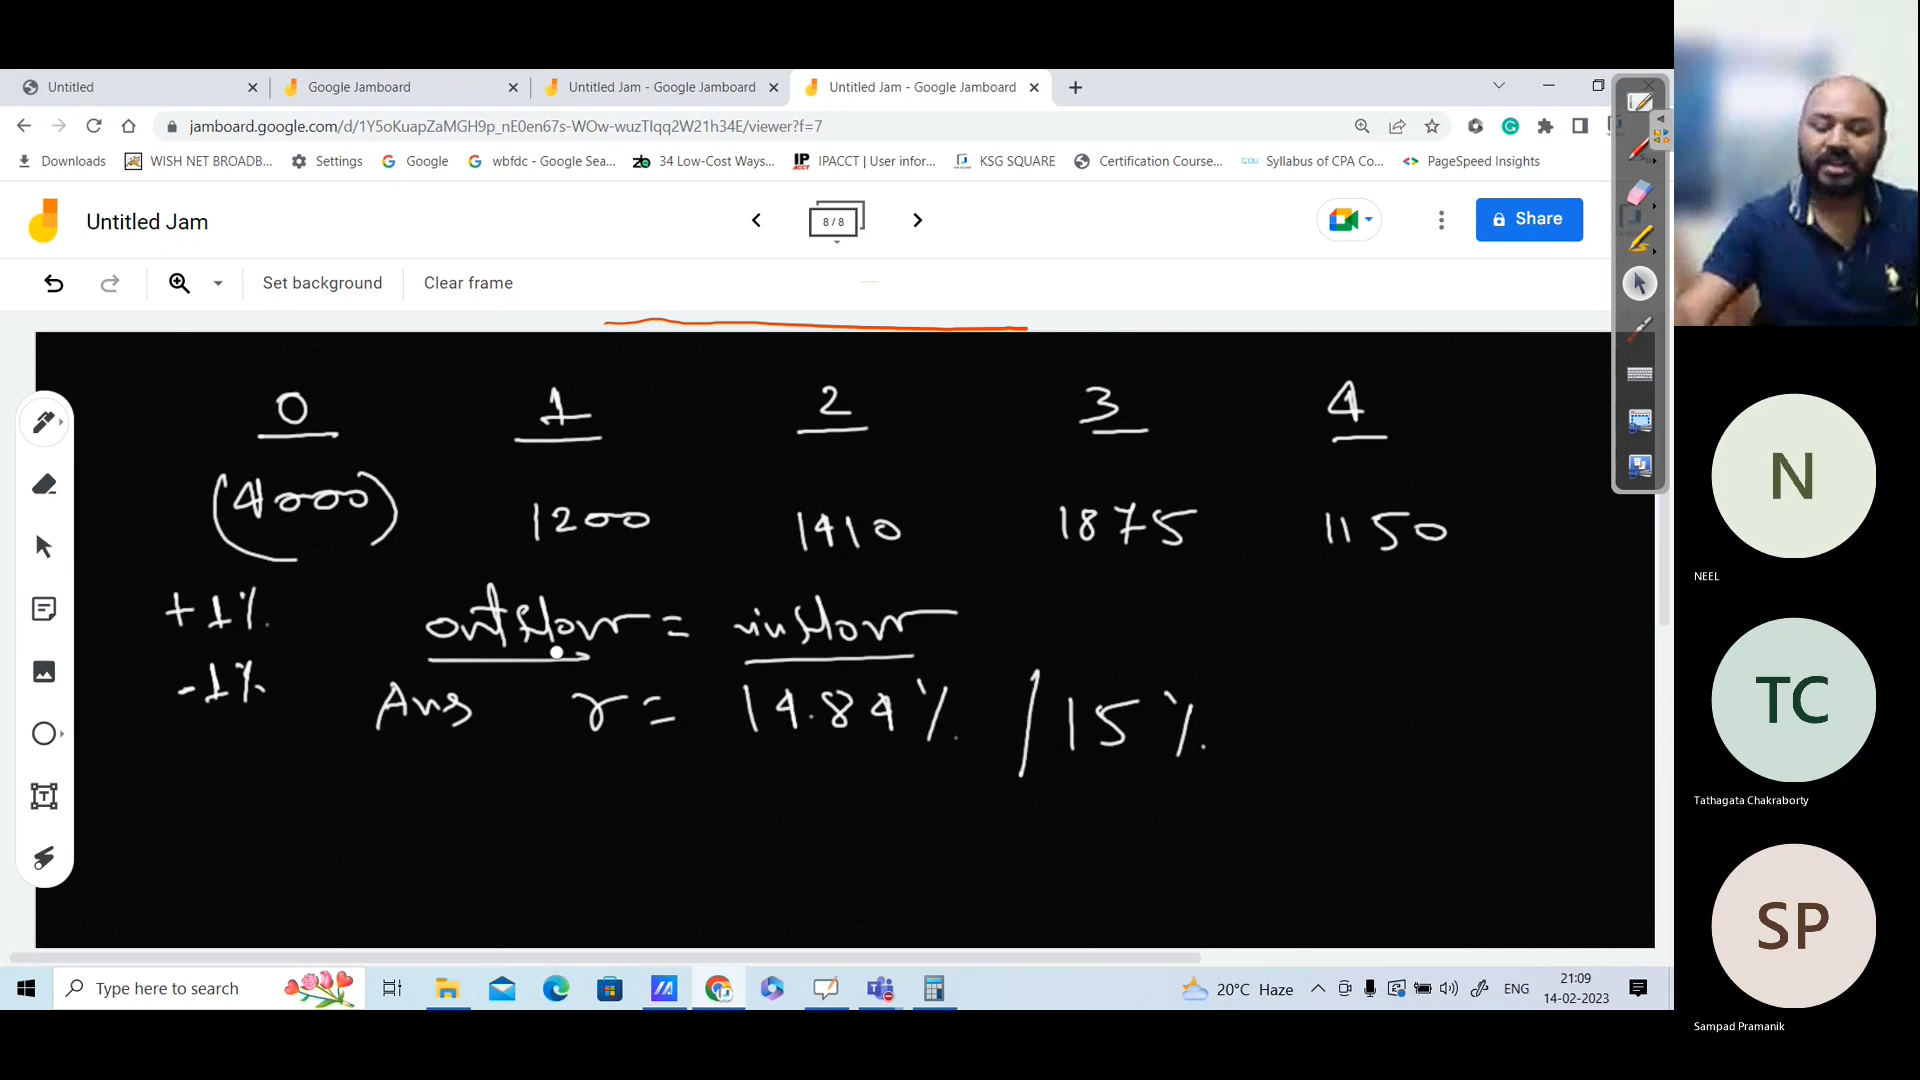 Untitled Google Jamboard Untitled Jam - Google Jamboard Untitled Jam - Google Jamboard
jamboard.google.com/d/1Y5oKuapZaMGH9p_nE0en67s-WOw-wuzTIqq2W21h34E/viewer?f=7
Downloads WISH NET BROADB... Settings Google wbfdc - Google Sea... 34 Low-Cost Ways... IPACCT | User infor... KSG SQUARE Certification Course... Syllabus of CPA Co... PageSpeed Insights
Untitled Jam 8 / 8 Share
Set background Clear frame
0 1 2 3 4
(4000) 1200 1410 1875 1150
+1% outflow = inflow
-1% Ans r = 14.84% / 15%
N
NEEL
TC
Tathagata Chakraborty
SP
Sampad Pramanik
Type here to search 20°C Haze ENG 21:09
14-02-2023